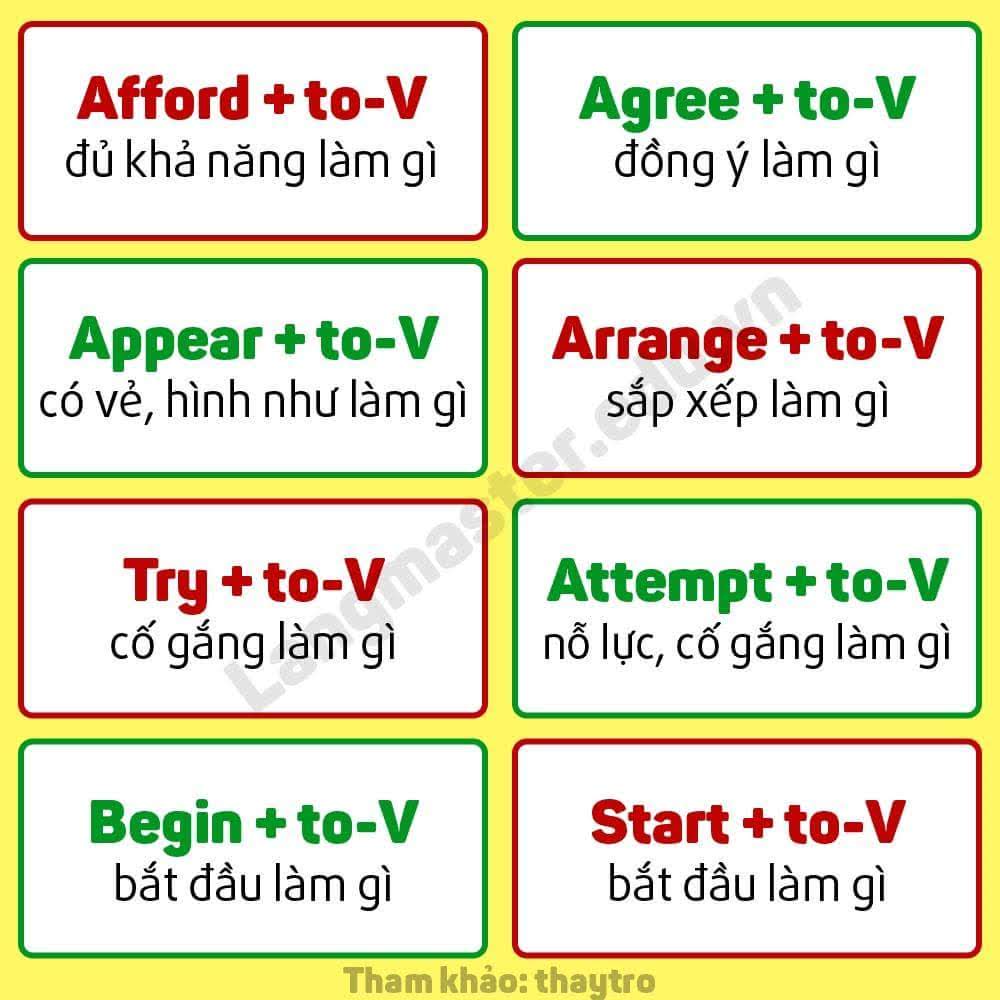 Afford + to-V
đủ khả năng làm gì
Agree + to-V
đồng ý làm gì
Appear + to-V
có vẻ, hình như làm gì
Arrange + to-V
sắp xếp làm gì
Try + to-V
cố gắng làm gì
Attempt + to-V
nỗ lực, cố gắng làm gì
Begin + to-V
bắt đầu làm gì
Start + to-V
bắt đầu làm gì
Langmaster.edu.vn
Tham khảo: thaytro